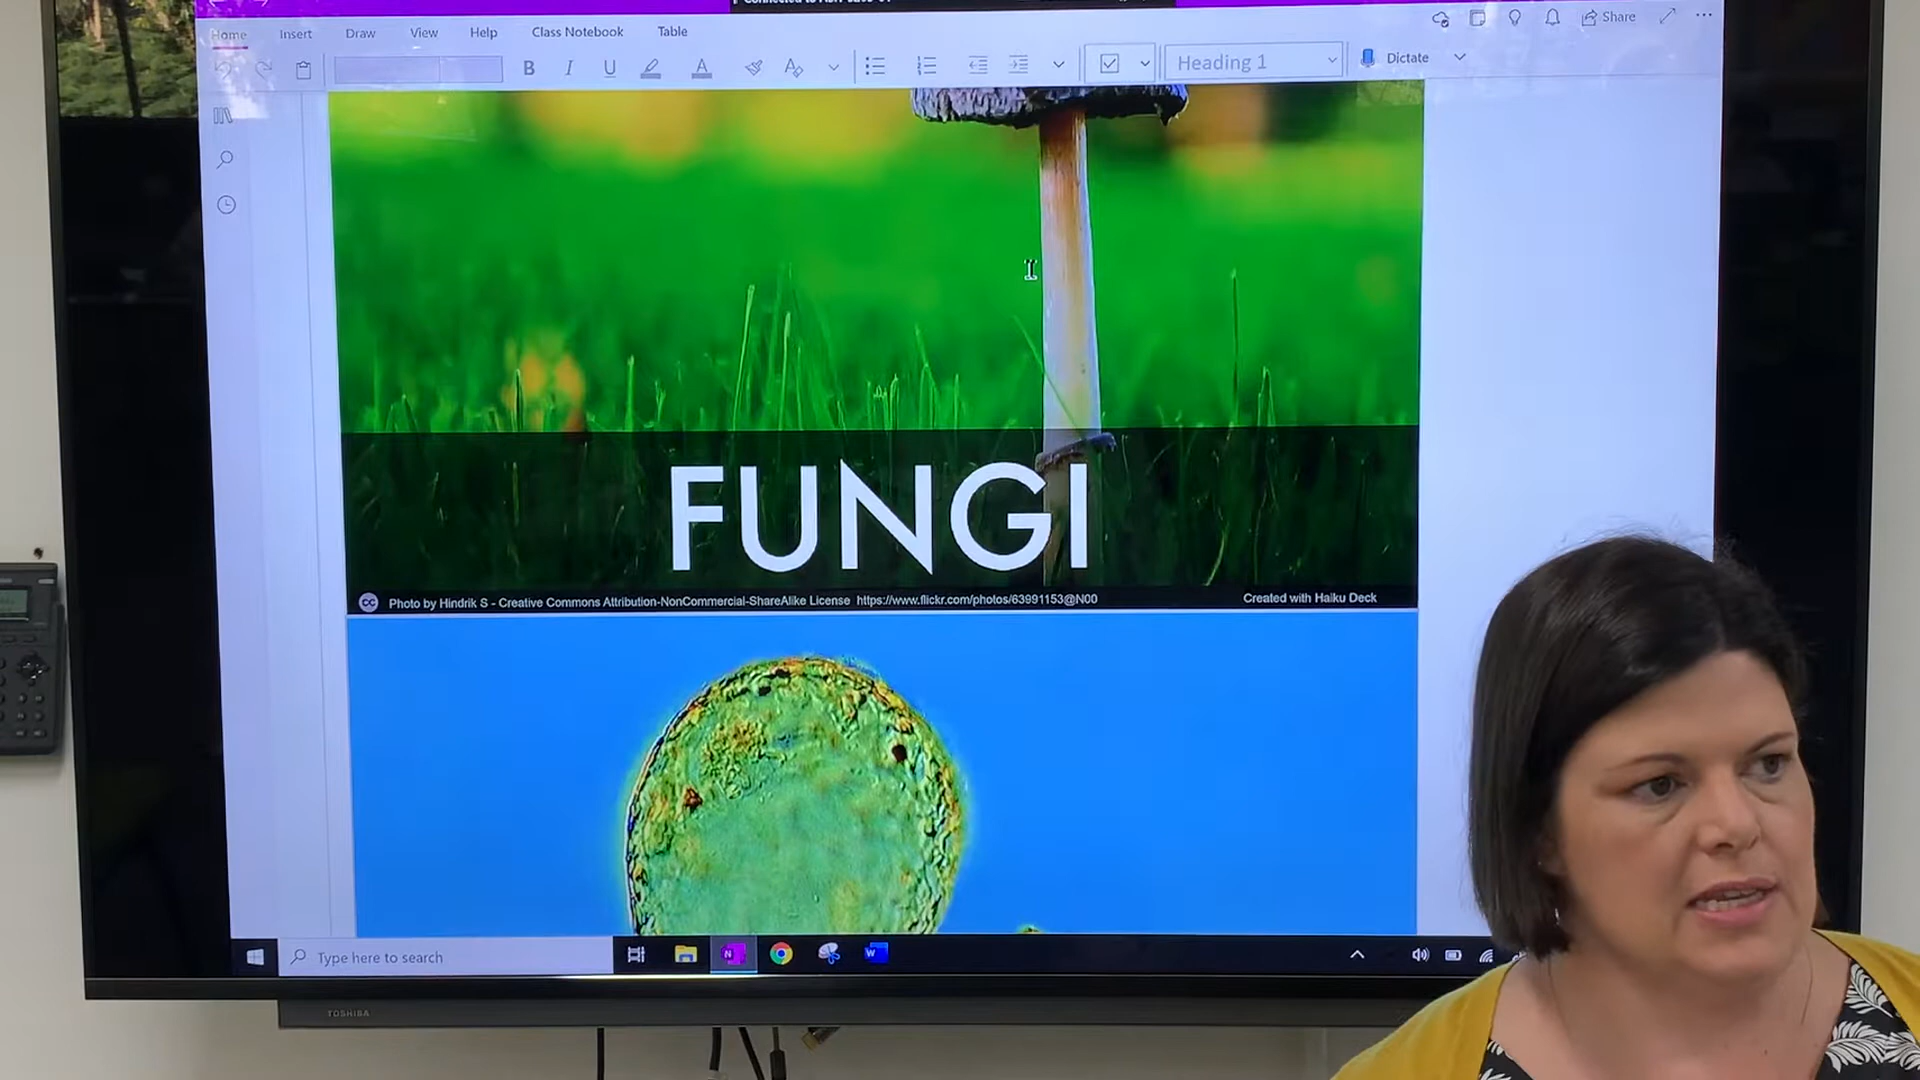 Home Insert Draw View Help Class Notebook Table Share
B I U A Heading 1 Dictate
FUNGI
cc Photo by Hindrik S - Creative Commons Attribution-NonCommercial-ShareAlike License https://www.flickr.com/photos/63991153@N00 Created with Haiku Deck
Type here to search
TOSHIBA